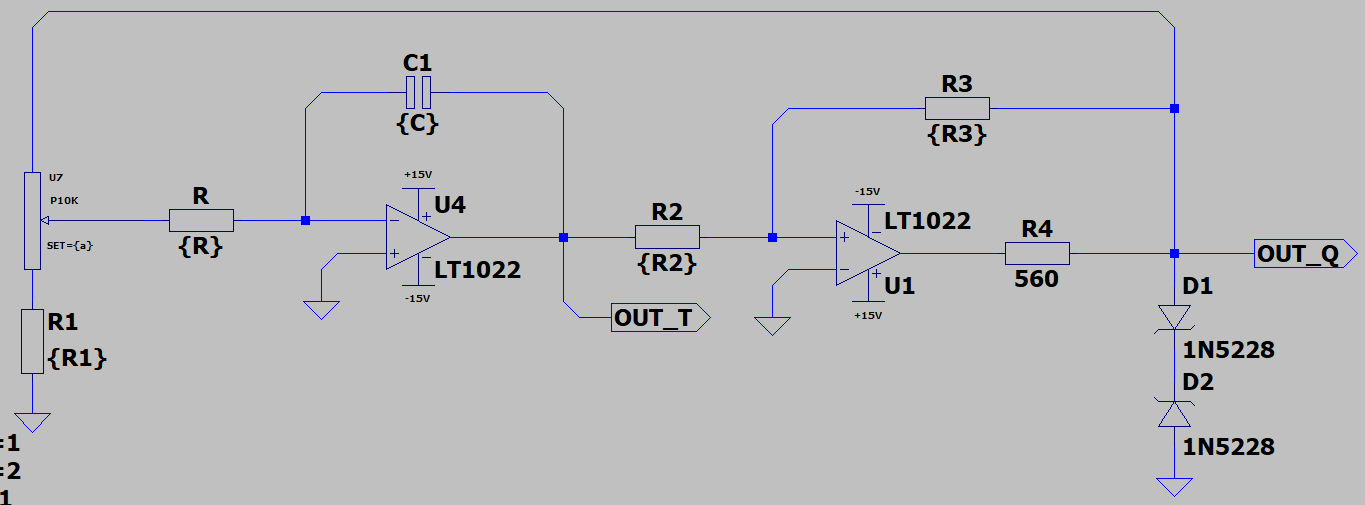 C1
{C}
R3
{R3}
U7
P10K
SET={a}
R
{R}
+15V
U4
LT1022
-15V
R2
{R2}
-15V
LT1022
U1
+15V
R4
560
OUT_Q
OUT_T
D1
1N5228
D2
1N5228
R1
{R1}
=1
=2
1